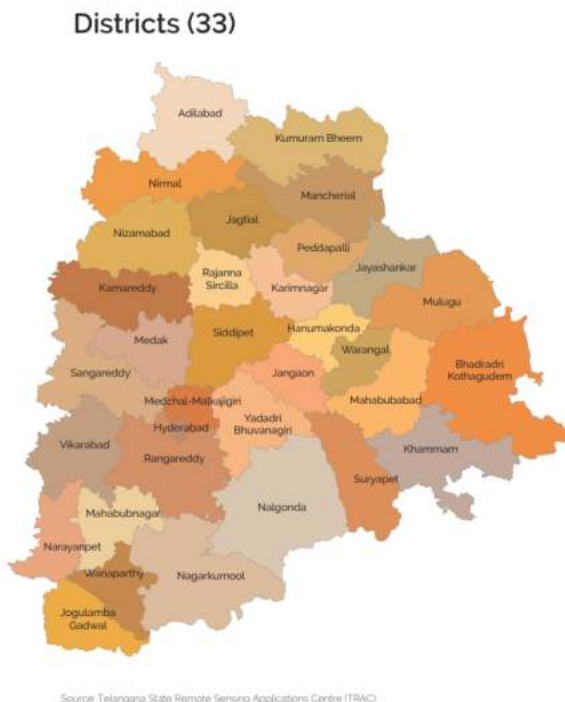 Districts (33)
Adilabad
Kumuram Bheem
Nirmal
Mancherial
Jagtial
Nizamabad
Peddapalli
Jayashankar
Rajanna
Sircilla
Karimnagar
Kamareddy
Mulugu
Hanumakonda
Siddipet
Medak
Warangal
Bhadradri
Kothagudem
Sangareddy
Jangaon
Medchal-Malkajigiri
Mahabubabad
Yadadri
Bhuvanagiri
Hyderabad
Vikarabad
Khammam
Rangareddy
Suryapet
Nalgonda
Mahabubnagar
Narayanpet
Wanaparthy
Nagarkurnool
Jogulamba
Gadwal
Source: Telangana State Remote Sensing Applications Centre (TRAC)